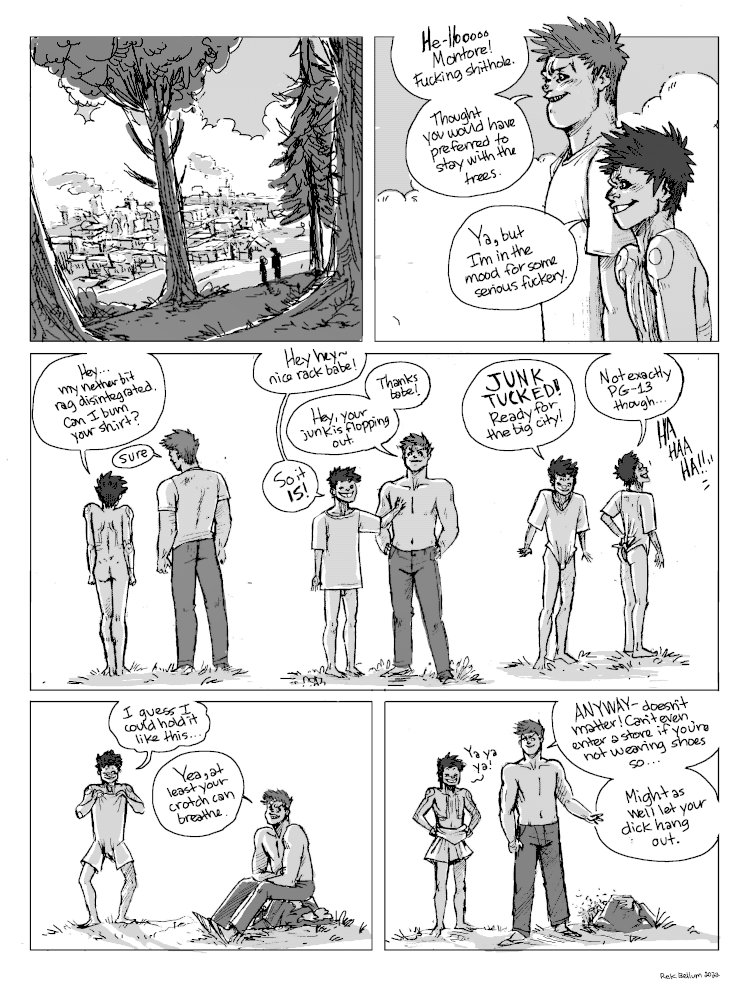 He-llooooo
Montore!
Fucking shithole.
Thought
you would have
preferred to
stay with the
trees.
Ya, but
I'm in the
mood for some
serious fuckery.
Hey...
my nether bit
rag disintegrated.
Can I bum
your shirt?
sure
Hey hey~
nice rack babe!
Thanks
babe!
Hey, your
junk is flopping
out.
So it
IS!
JUNK
TUCKED!
Ready for
the big city!
Not exactly
PG-13
though...
HA
HAA
HA!!!!
I guess I
could hold it
like this...
Yea, at
least your
crotch can
breathe.
Ya ya
ya!
ANYWAY- doesn't
matter! Can't even
enter a store if you're
not wearing shoes
so...
Might as
well let your
dick hang
out.
Rek Bellum 2022